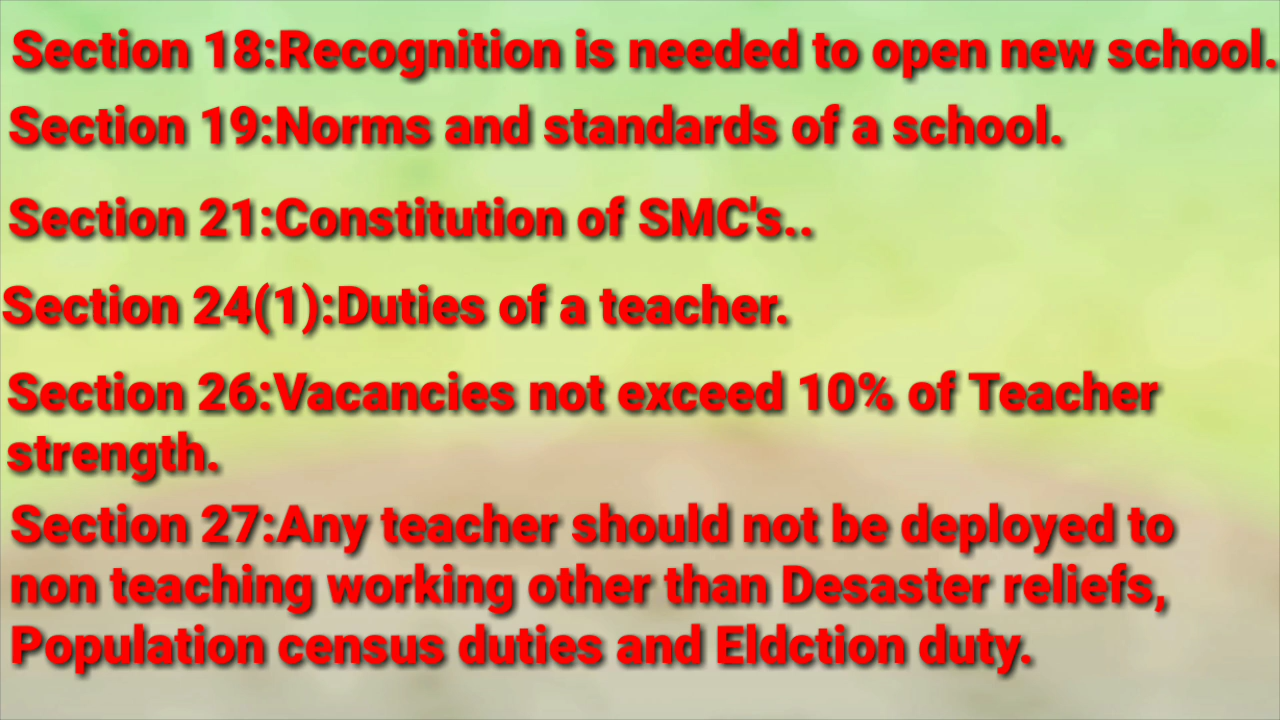 Section 18:Recognition is needed to open new school.
Section 19:Norms and standards of a school.
Section 21:Constitution of SMC's..
Section 24(1):Duties of a teacher.
Section 26:Vacancies not exceed 10% of Teacher
strength.
Section 27:Any teacher should not be deployed to
non teaching working other than Desaster reliefs,
Population census duties and Eldction duty.